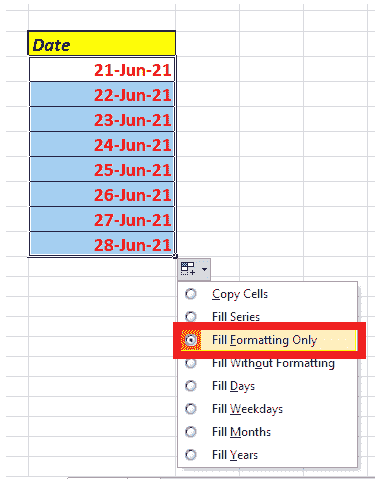 Date
21-Jun-21
22-Jun-21
23-Jun-21
24-Jun-21
25-Jun-21
26-Jun-21
27-Jun-21
28-Jun-21
Copy Cells
Fill Series
Fill Formatting Only
Fill Without Formatting
Fill Days
Fill Weekdays
Fill Months
Fill Years